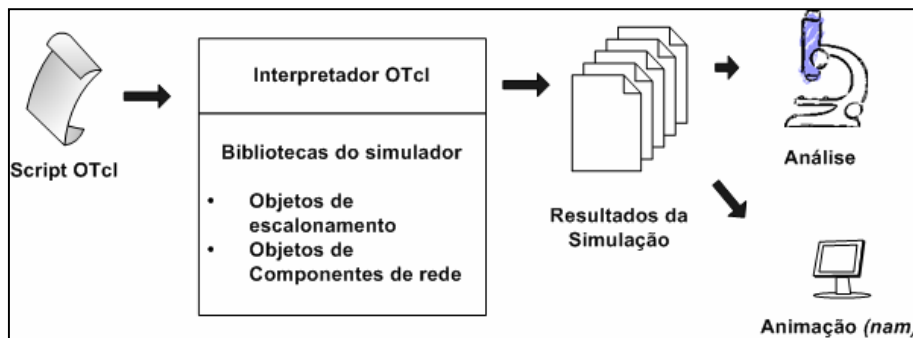 Script OTcl
Interpretador OTcl
Bibliotecas do simulador
• Objetos de
escalonamento
• Objetos de
Componentes de rede
Resultados da
Simulação
Análise
Animação (nam)